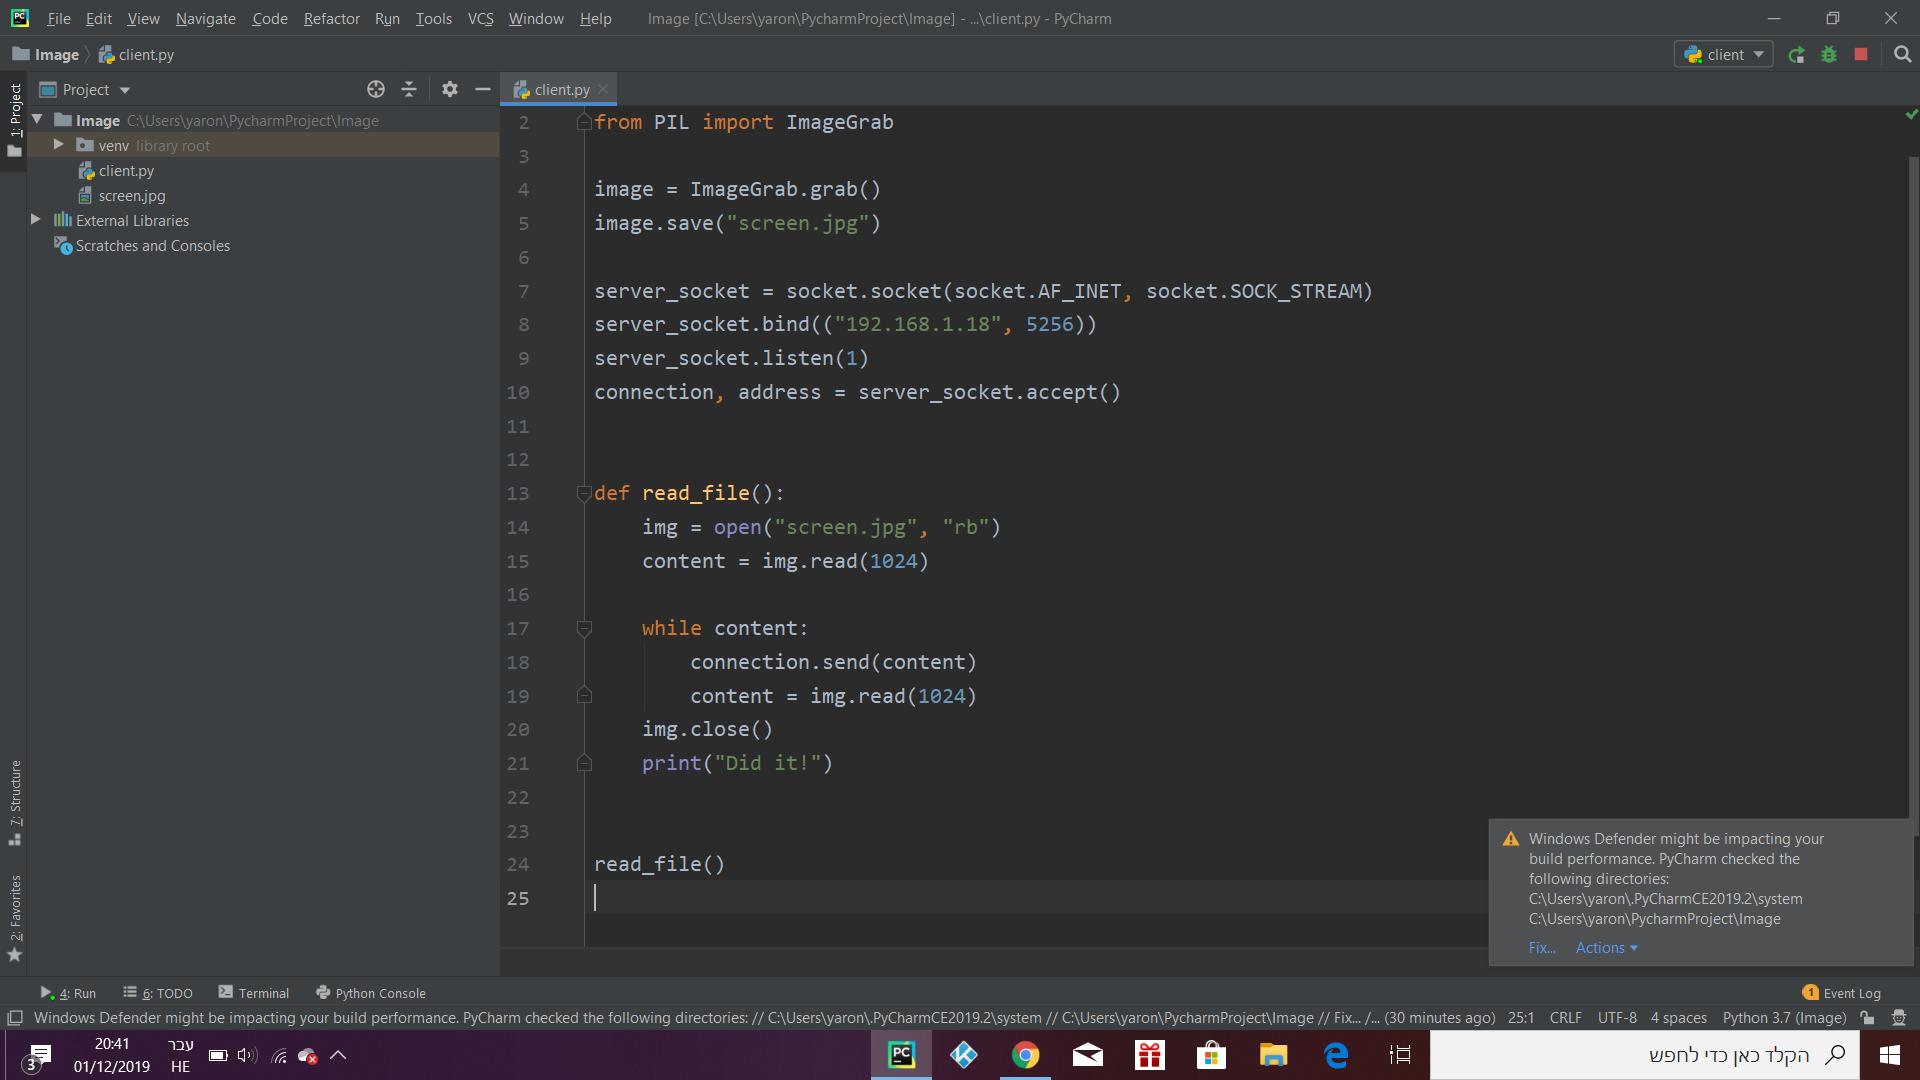 File Edit View Navigate Code Refactor Run Tools VCS Window Help Image [C:\Users\yaron\PycharmProject\Image] - ...\client.py - PyCharm
Image client.py client
Project client.py
1: Project
Image C:\Users\yaron\PycharmProject\Image
venv library root
client.py
screen.jpg
External Libraries
Scratches and Consoles
7: Structure
2: Favorites
2 from PIL import ImageGrab
3
4 image = ImageGrab.grab()
5 image.save("screen.jpg")
6
7 server_socket = socket.socket(socket.AF_INET, socket.SOCK_STREAM)
8 server_socket.bind(("192.168.1.18", 5256))
9 server_socket.listen(1)
10 connection, address = server_socket.accept()
11
12
13 def read_file():
14 img = open("screen.jpg", "rb")
15 content = img.read(1024)
16
17 while content:
18 connection.send(content)
19 content = img.read(1024)
20 img.close()
21 print("Did it!")
22
23
24 read_file()
25
Windows Defender might be impacting your
build performance. PyCharm checked the
following directories:
C:\Users\yaron\.PyCharmCE2019.2\system
C:\Users\yaron\PycharmProject\Image
Fix... Actions
4: Run 6: TODO Terminal Python Console 1 Event Log
Windows Defender might be impacting your build performance. PyCharm checked the following directories: // C:\Users\yaron\.PyCharmCE2019.2\system // C:\Users\yaron\PycharmProject\Image // Fix... /... (30 minutes ago) 25:1 CRLF UTF-8 4 spaces Python 3.7 (Image)
3 20:41 עבר PC הקלד כאן כדי לחפש
01/12/2019 HE